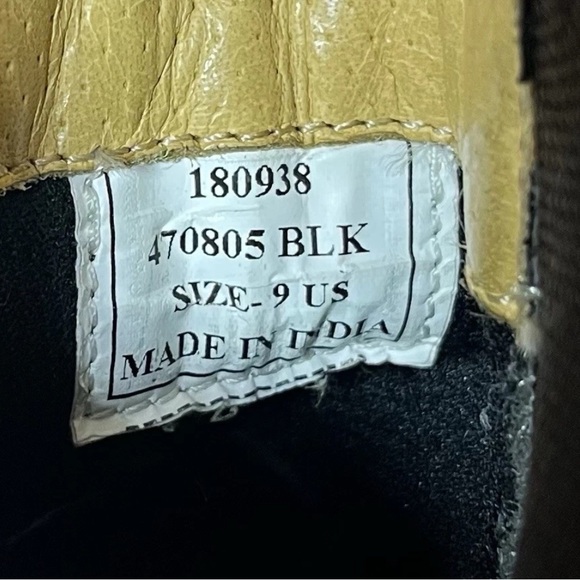 180938
470805 BLK
SIZE- 9 US
MADE IN INDIA